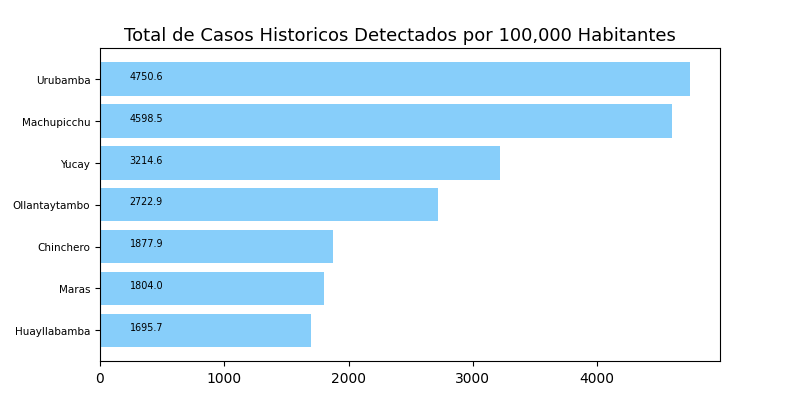 Total de Casos Historicos Detectados por 100,000 Habitantes
Urubamba 4750.6
Machupicchu 4598.5
Yucay 3214.6
Ollantaytambo 2722.9
Chinchero 1877.9
Maras 1804.0
Huayllabamba 1695.7
0 1000 2000 3000 4000